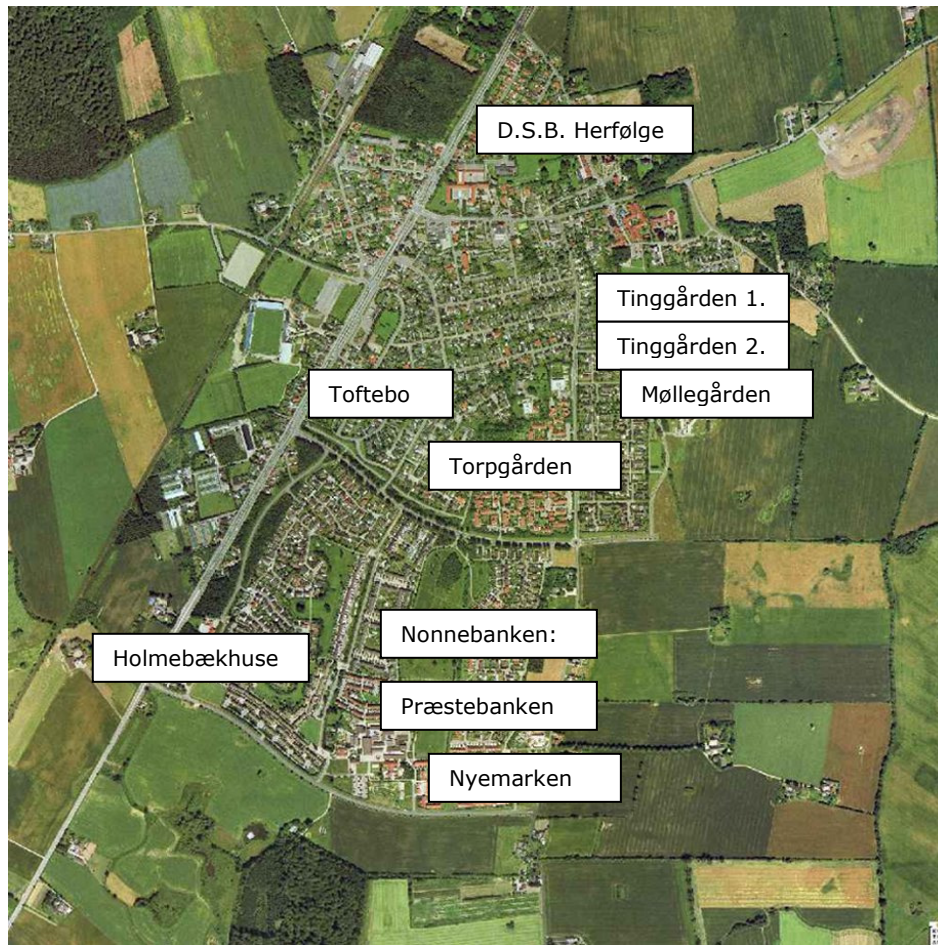 D.S.B. Herfølge
Tinggården 1.
Tinggården 2.
Toftebo
Møllegården
Torpgården
Nonnebanken:
Holmebækhuse
Præstebanken
Nyemarken